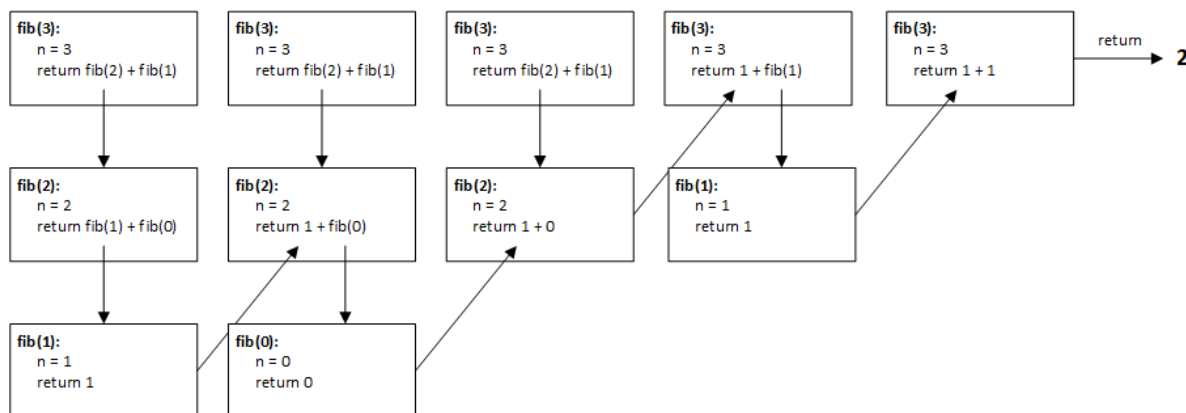 fib(3):
n = 3
return fib(2) + fib(1)
fib(3):
n = 3
return fib(2) + fib(1)
fib(3):
n = 3
return fib(2) + fib(1)
fib(3):
n = 3
return 1 + fib(1)
fib(3):
n = 3
return 1 + 1
return
2
fib(2):
n = 2
return fib(1) + fib(0)
fib(2):
n = 2
return 1 + fib(0)
fib(2):
n = 2
return 1 + 0
fib(1):
n = 1
return 1
fib(1):
n = 1
return 1
fib(0):
n = 0
return 0